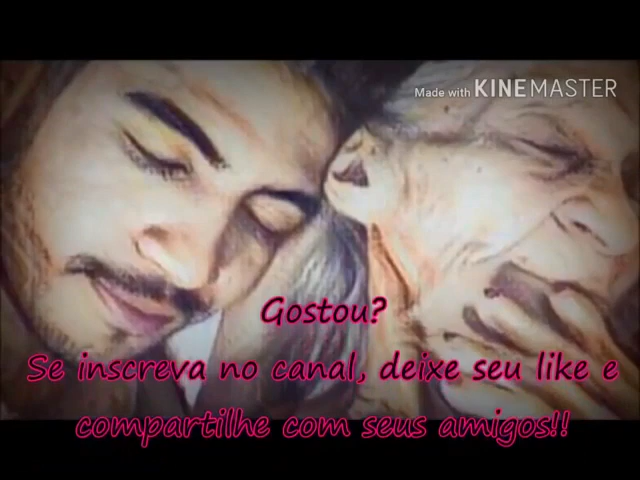 Made with KINEMASTER
Gostou?
Se inscreva no canal, deixe seu like e
compartilhe com seus amigos!!